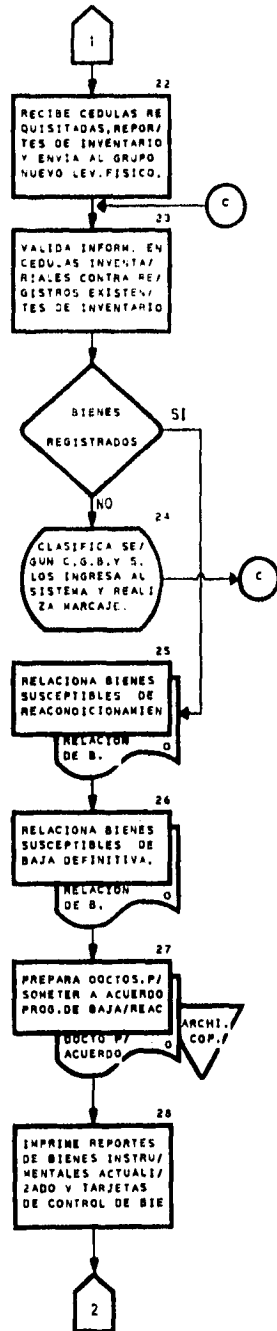 1
22
RECIBE CEDULAS RE
QUISITADAS,REPOR/
TES DE INVENTARIO
Y ENVIA AL GRUPO
NUEVO LEV.FISICO.
C
23
VALIDA INFORM. EN
CEDULAS INVENTA/
RIALES CONTRA RE/
GISTROS EXISTEN/
TES DE INVENTARIO
BIENES
REGISTRADOS
SI
NO
24
CLASIFICA SE/
GUN C.G.B.Y S.
LOS INGRESA AL
SISTEMA Y REALI
ZA MARCAJE.
C
25
RELACIONA BIENES
SUSCEPTIBLES DE
REACONDICIONAMIEN
RELACION
DE B.
O
26
RELACIONA BIENES
SUSCEPTIBLES DE
BAJA DEFINITIVA.
RELACION
DE B.
O
27
PREPARA DOCTOS.P/
SOMETER A ACUERDO
PROG.DE BAJA/REAC
DOCTO P/
ACUERDO
O
ARCHI.
COP./
28
IMPRIME REPORTES
DE BIENES INSTRU/
MENTALES ACTUALI/
ZADO Y TARJETAS
DE CONTROL DE BIE
2